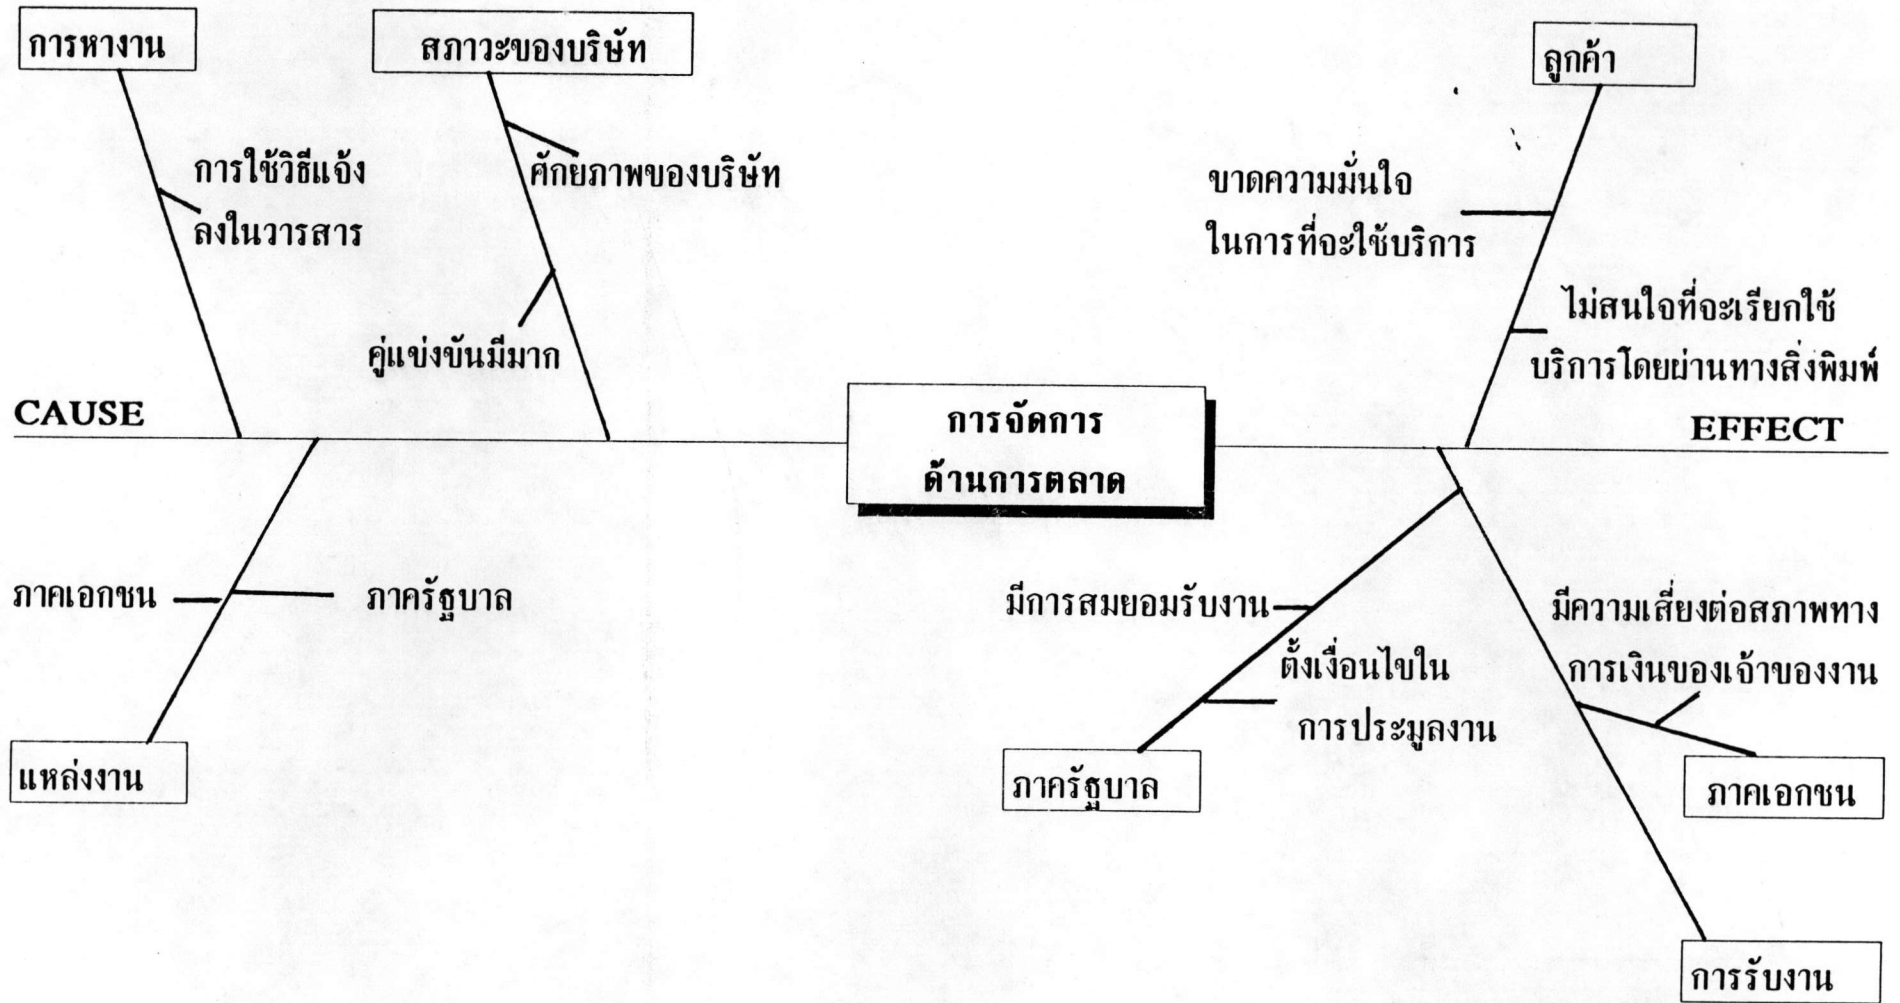 การหางาน
สภาวะของบริษัท
ลูกค้า
การใช้วิธีแจ้ง
ลงในวารสาร
ศักยภาพของบริษัท
คู่แข่งขันมีมาก
ขาดความมั่นใจ
ในการที่จะใช้บริการ
ไม่สนใจที่จะเรียกใช้
บริการโดยผ่านทางสิ่งพิมพ์
CAUSE
การจัดการ
ด้านการตลาด
EFFECT
ภาคเอกชน
ภาครัฐบาล
แหล่งงาน
มีการสมยอมรับงาน
ตั้งเงื่อนไขใน
การประมูลงาน
ภาครัฐบาล
มีความเสี่ยงต่อสภาพทาง
การเงินของเจ้าของงาน
ภาคเอกชน
การรับงาน